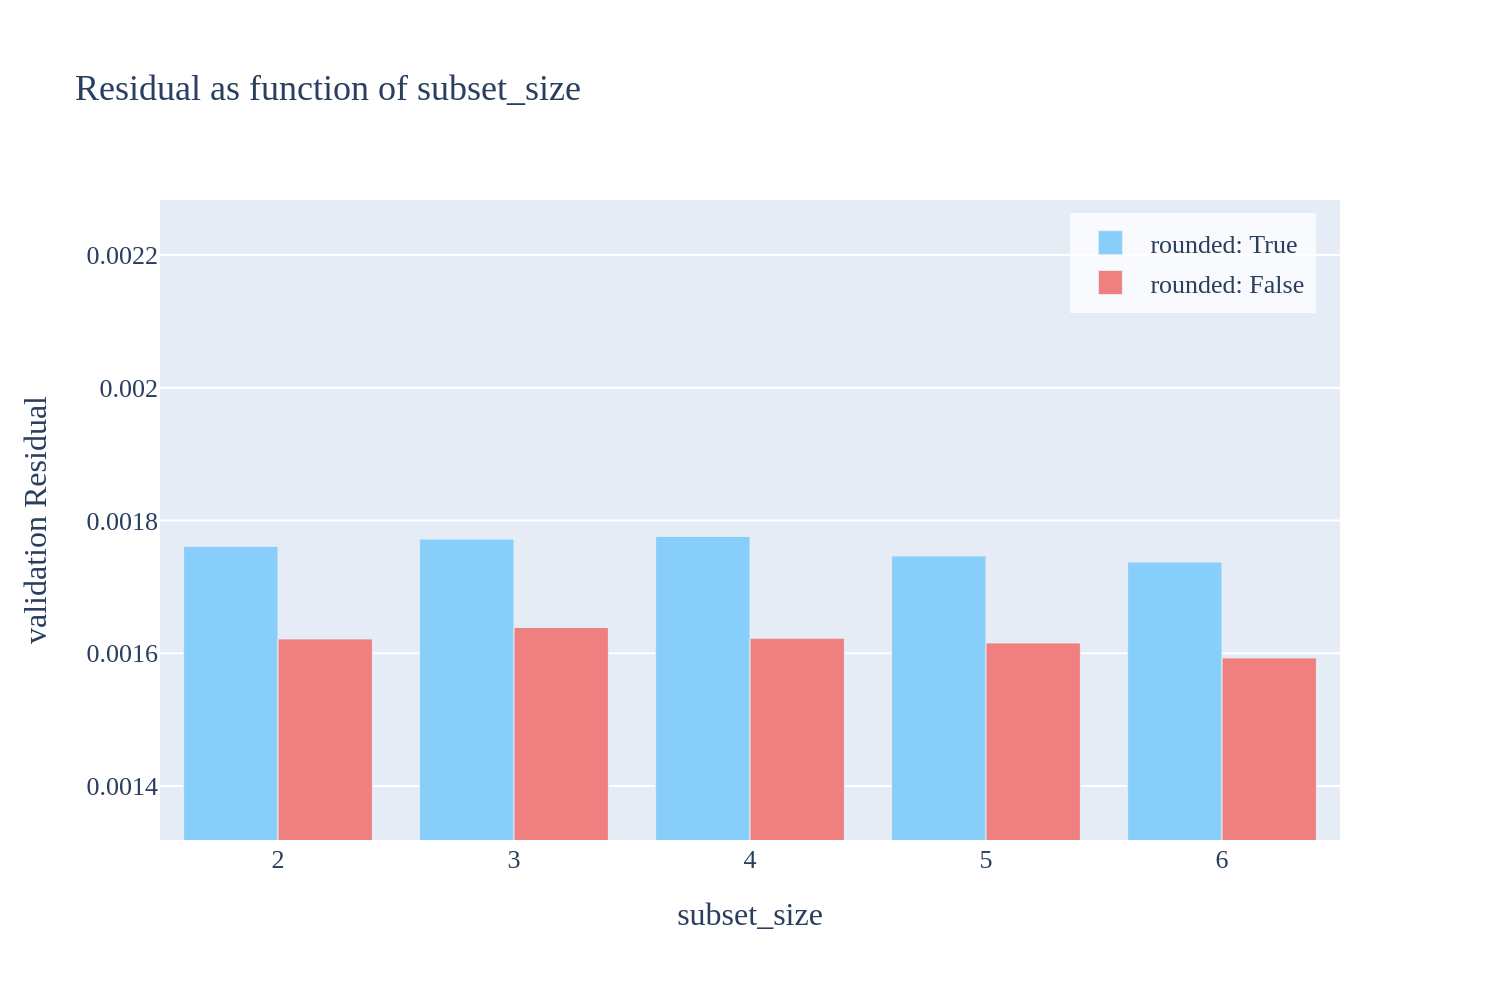 Residual as function of subset_size
rounded: True
rounded: False
validation Residual
0.0022
0.002
0.0018
0.0016
0.0014
2 3 4 5 6
subset_size